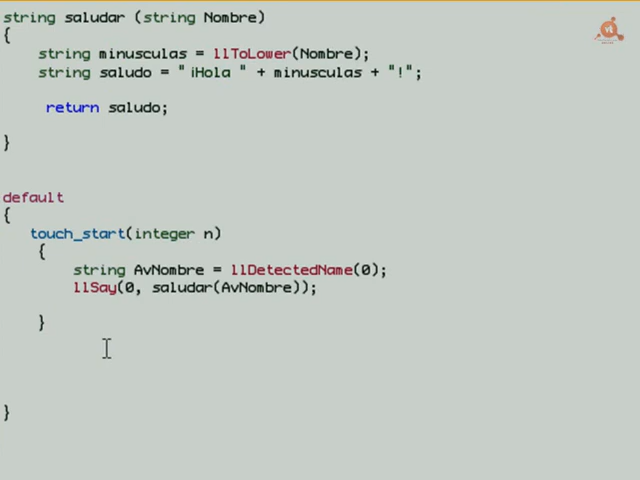 string saludar (string Nombre)
{
string minusculas = llToLower(Nombre);
string saludo = "¡Hola " + minusculas + "!";
return saludo;
}
default
{
touch_start(integer n)
{
string AvNombre = llDetectedName(0);
llSay(0, saludar(AvNombre));
}
}